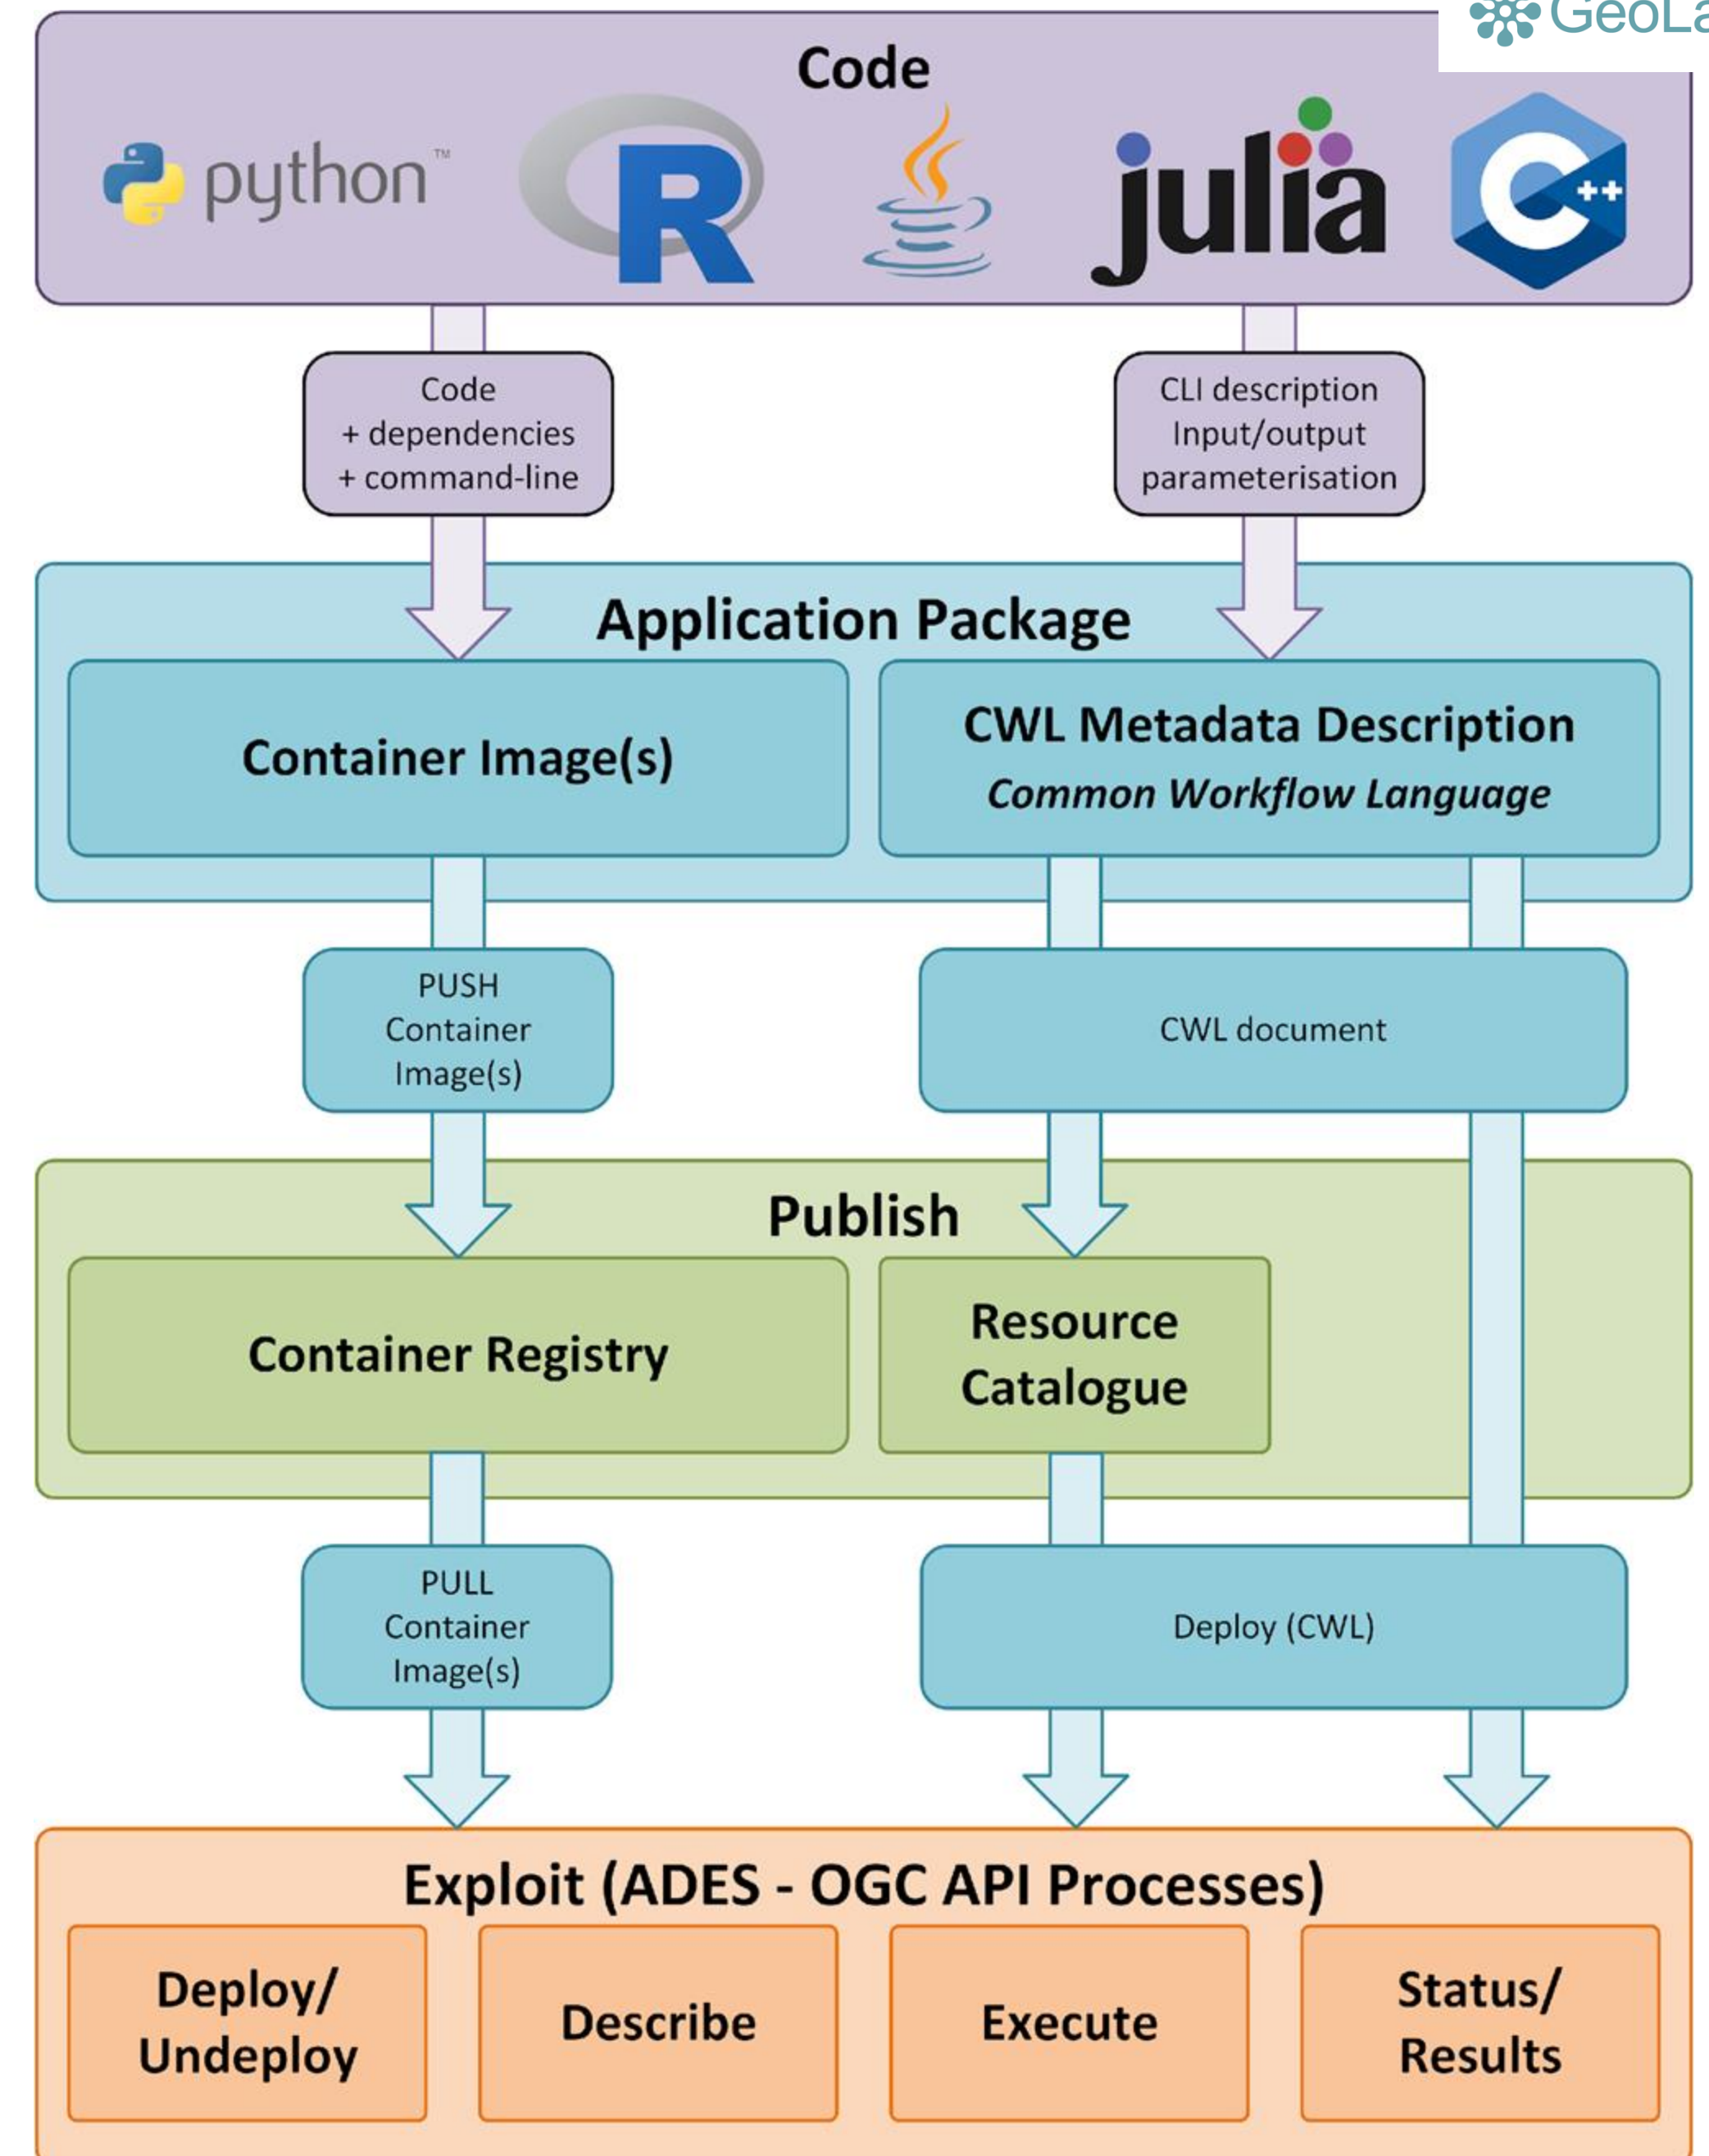 GeoLa
Code
python™
R
julia
C++
Code
+ dependencies
+ command-line
CLI description
Input/output
parameterisation
Application Package
Container Image(s)
CWL Metadata Description
Common Workflow Language
PUSH
Container
Image(s)
CWL document
Publish
Container Registry
Resource
Catalogue
PULL
Container
Image(s)
Deploy (CWL)
Exploit (ADES - OGC API Processes)
Deploy/
Undeploy
Describe
Execute
Status/
Results